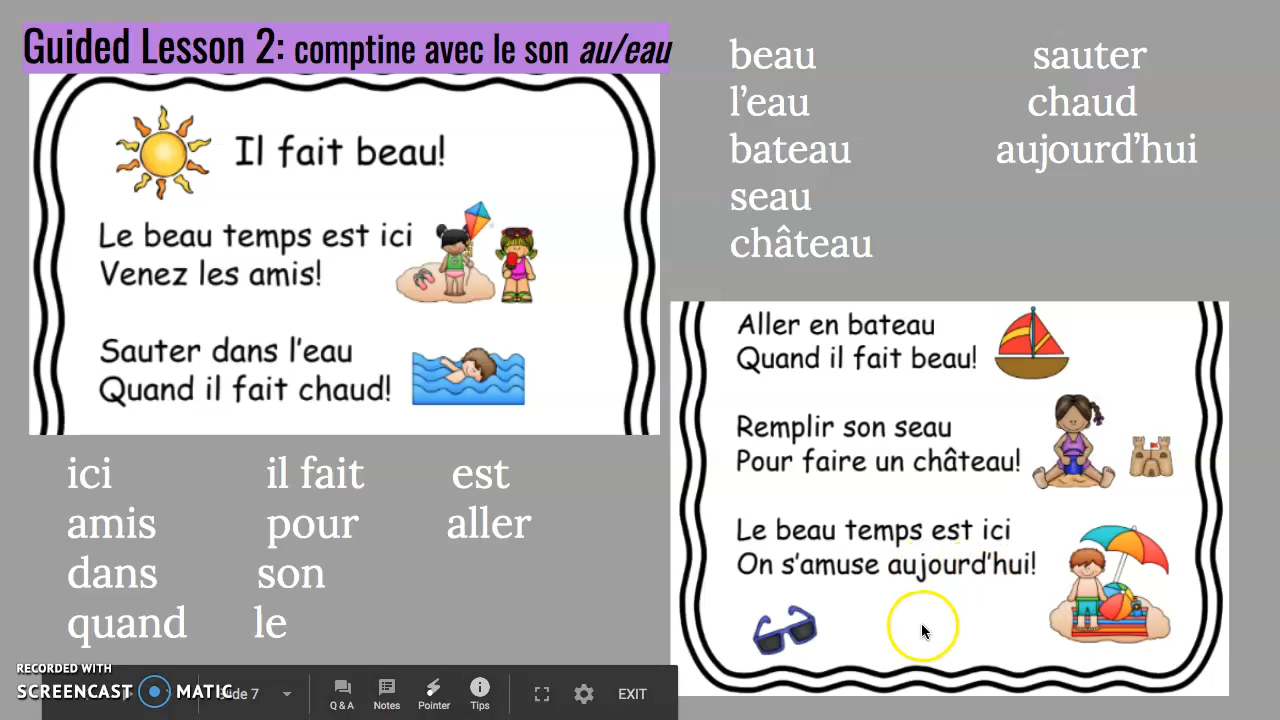 Guided Lesson 2: comptine avec le son au/eau
Il fait beau!
Le beau temps est ici
Venez les amis!
Sauter dans l'eau
Quand il fait chaud!
beau
l'eau
bateau
seau
château
sauter
chaud
aujourd'hui
Aller en bateau
Quand il fait beau!
Remplir son seau
Pour faire un château!
Le beau temps est ici
On s'amuse aujourd'hui!
ici
amis
dans
quand
il fait
pour
son
le
est
aller
RECORDED WITH
SCREENCAST MATIC
7
Q & A
Notes
Pointer
Tips
EXIT